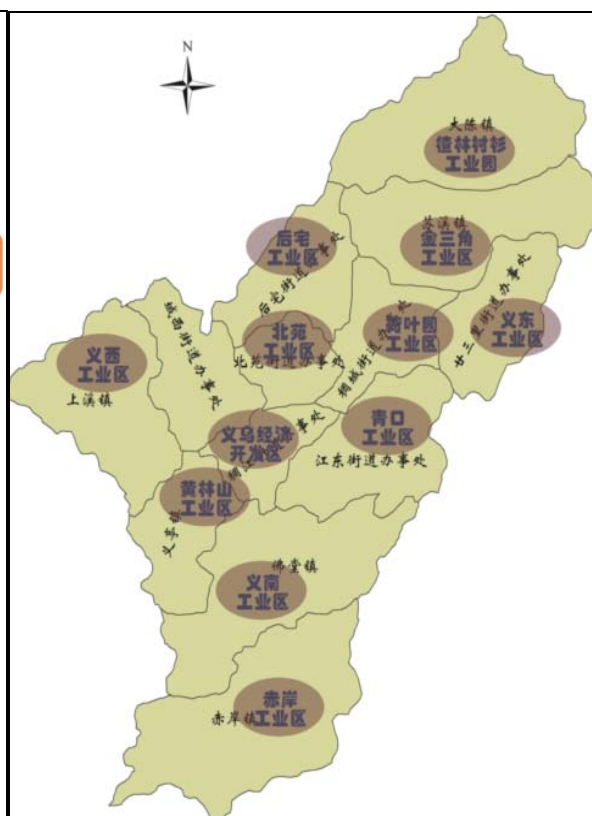 N
大陈镇
楂林衬衫
工业园
苏溪镇
金三角
工业区
后宅
工业区
后宅街道办事处
廿三里街道办事处
义东
工业区
稠城街道办事处
工业区
北苑
工业区
北苑街道办事处
城西街道办事处
义西
工业区
上溪镇
青口
工业区
江东街道办事处
义乌经济
开发区
事处
黄林山
工业区
义亭镇
佛堂镇
义南
工业区
赤岸
工业区
赤岸镇